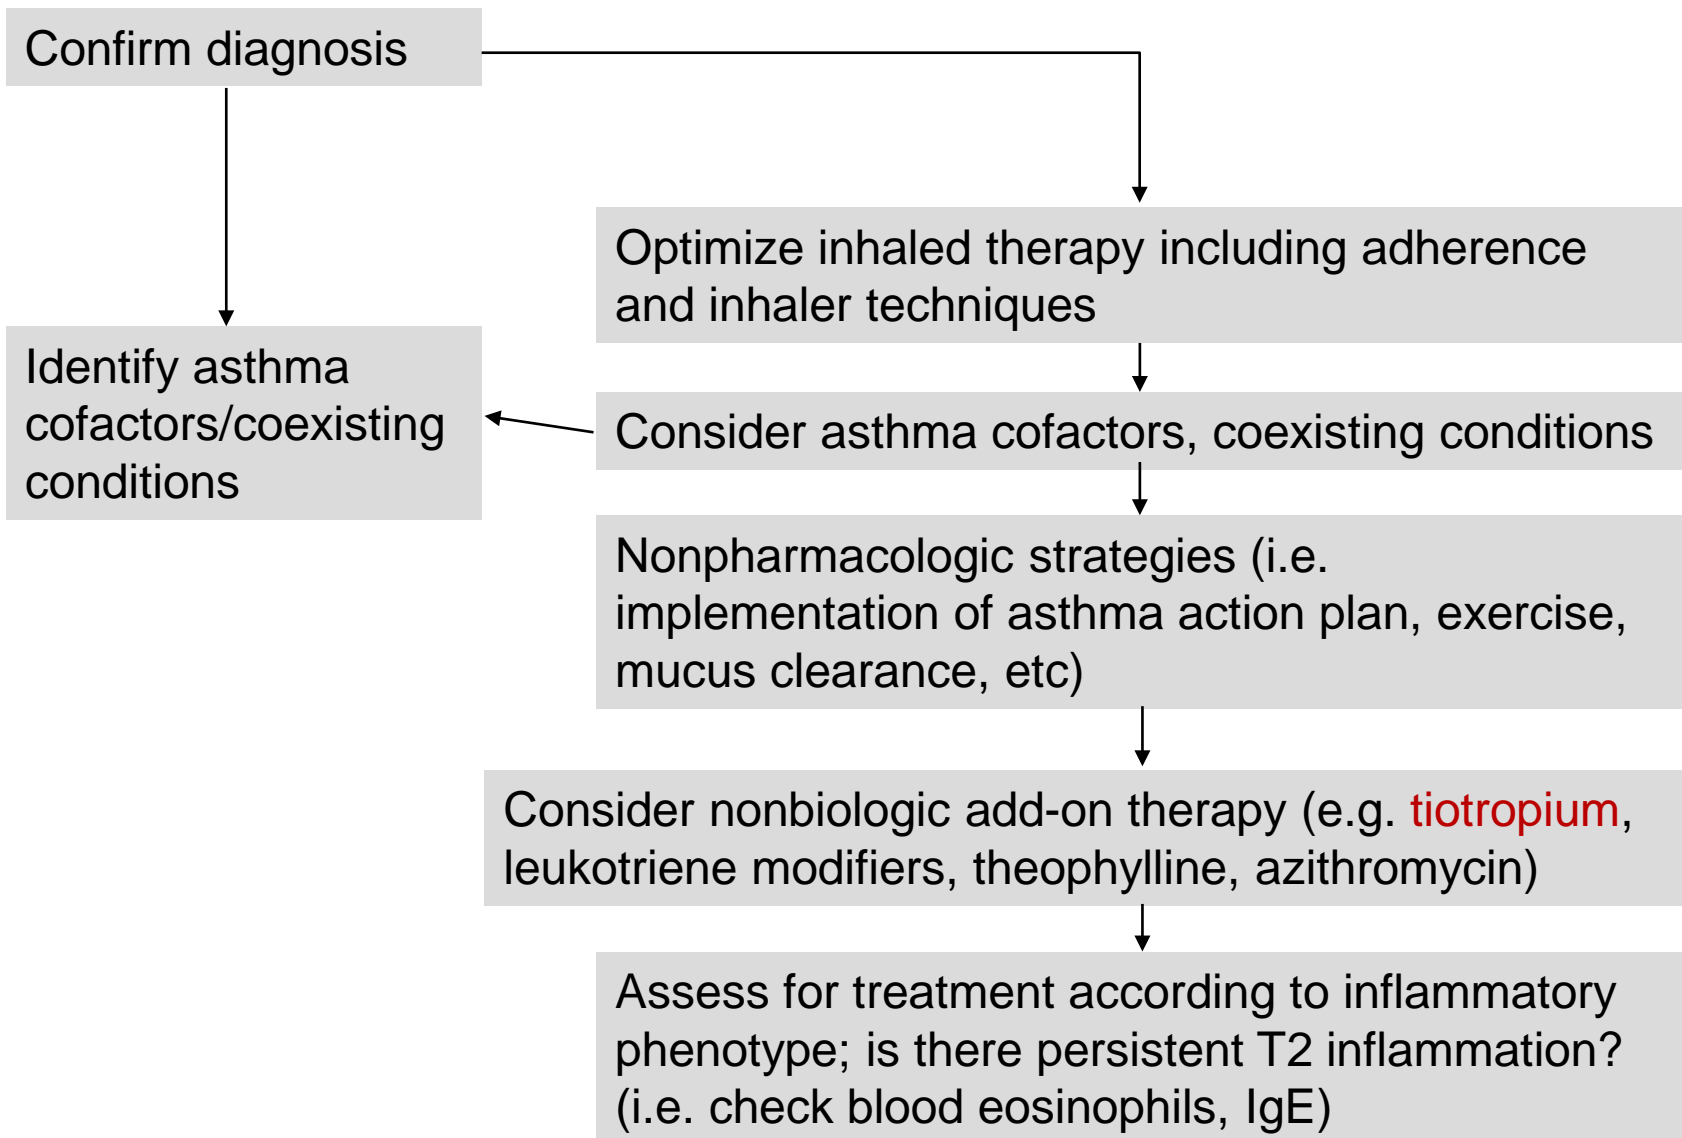 Confirm diagnosis
Optimize inhaled therapy including adherence
and inhaler techniques
Identify asthma
cofactors/coexisting
conditions
Consider asthma cofactors, coexisting conditions
Nonpharmacologic strategies (i.e.
implementation of asthma action plan, exercise,
mucus clearance, etc)
Consider nonbiologic add-on therapy (e.g. tiotropium,
leukotriene modifiers, theophylline, azithromycin)
Assess for treatment according to inflammatory
phenotype; is there persistent T2 inflammation?
(i.e. check blood eosinophils, IgE)